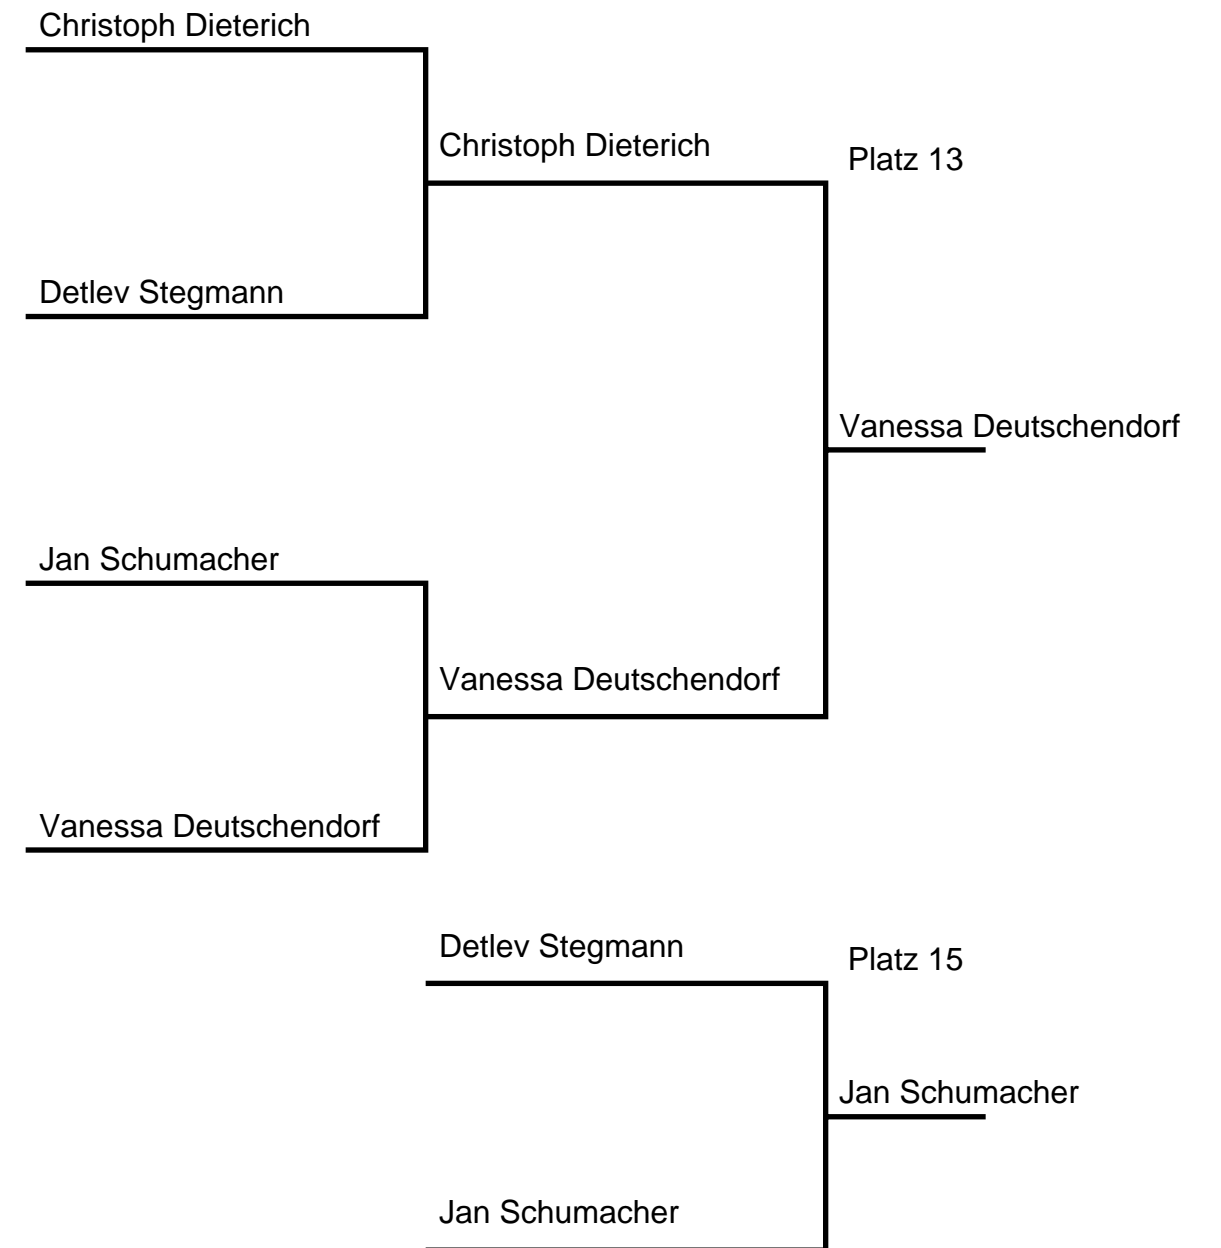 Christoph Dieterich
Christoph Dieterich
Platz 13
Detlev Stegmann
Vanessa Deutschendorf
Jan Schumacher
Vanessa Deutschendorf
Vanessa Deutschendorf
Detlev Stegmann
Platz 15
Jan Schumacher
Jan Schumacher